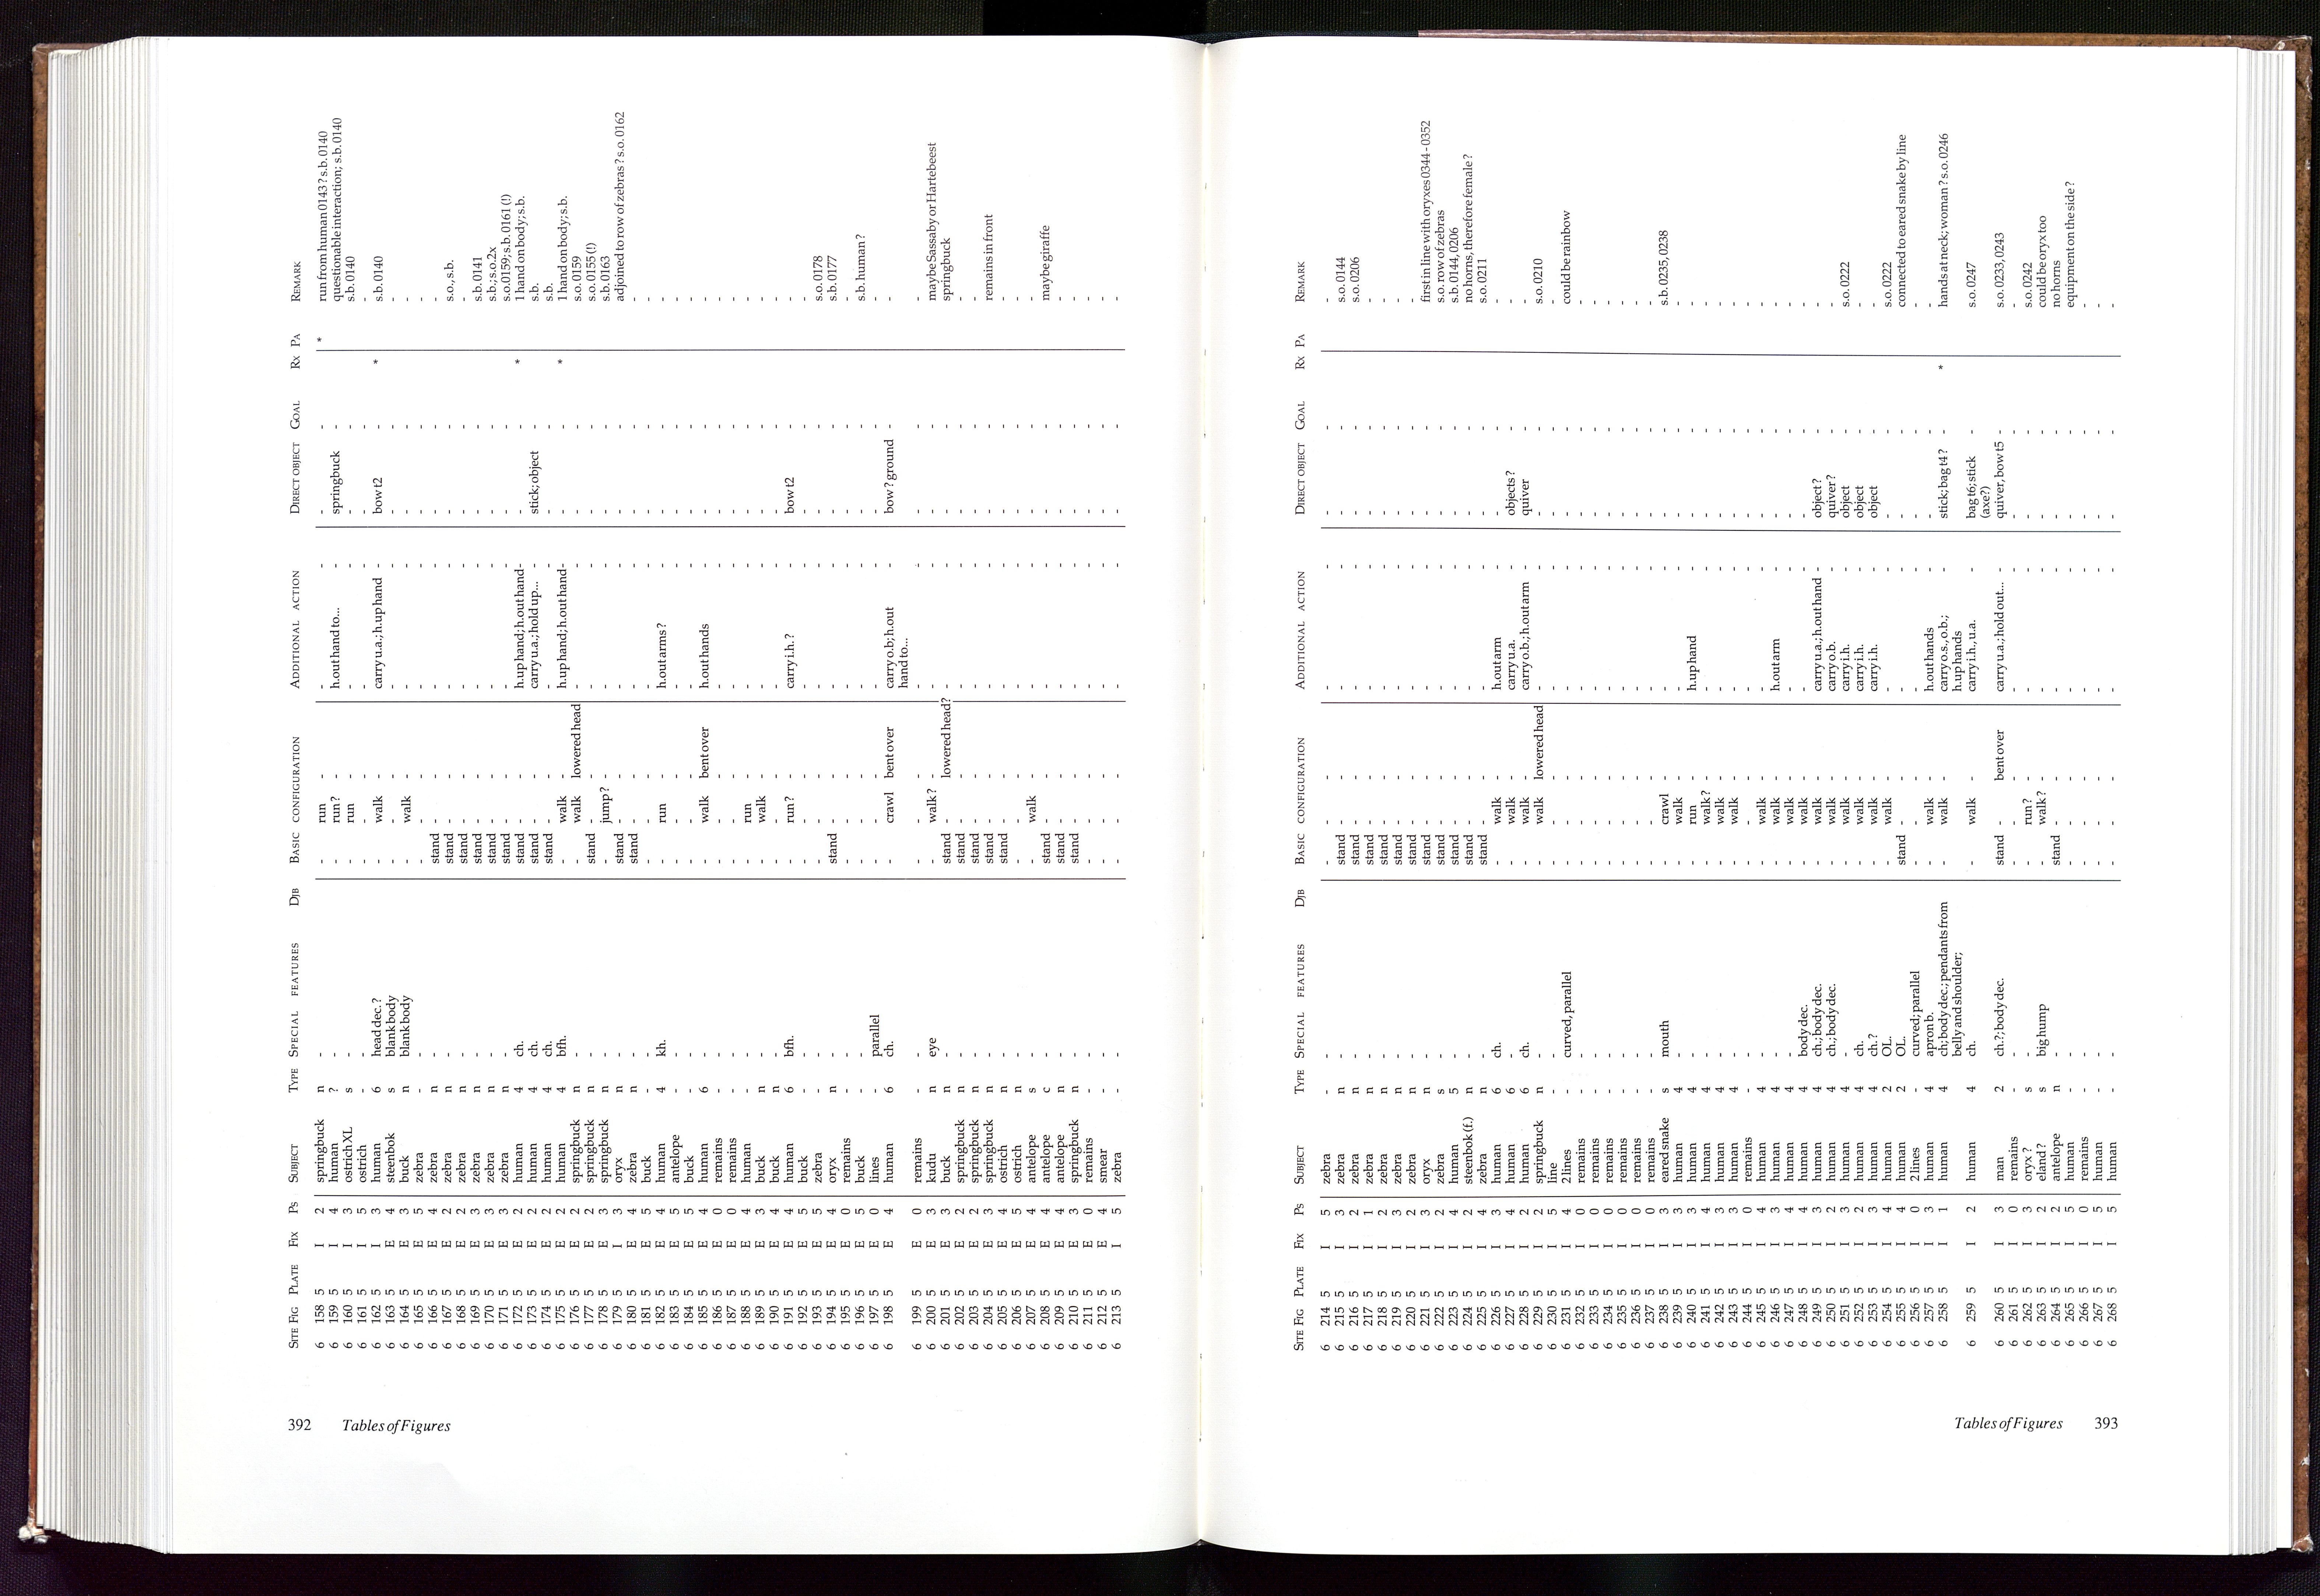 392 Tables of Figures
SITE FIG PLATE FIX PS SUBJECT TYPE SPECIAL FEATURES DJB BASIC CONFIGURATION ADDITIONAL ACTION DIRECT OBJECT GOAL RX PA REMARK
6 158 5 I 2 springbuck n - - run - - - - * run from human 0143 ? s.b. 0140
6 159 5 I 4 human ? - - run ? - h.out hand to... - springbuck - questionable interaction; s.b. 0140
6 160 5 I 3 ostrich XL s - - run - - - - s.b. 0140
6 161 5 I 5 ostrich - - - - - - - -
6 162 5 I 3 human 6 head dec. ? - walk - carry u.a.; h.up hand - bow t2 - * s.b. 0140
6 163 5 E 4 steenbok s blank body - - - - - -
6 164 5 E 3 buck n blank body - walk - - - - -
6 165 5 E 5 zebra - - - - - - - -
6 166 5 E 4 zebra n - stand - - - - -
6 167 5 E 2 zebra n - stand - - - - s.o., s.b.
6 168 5 E 2 zebra n - stand - - - - -
6 169 5 E 3 zebra n - stand - - - - s.b. 0141
6 170 5 E 3 zebra n - stand - - - - s.b.; s.o. 2x
6 171 5 E 3 zebra n - stand - - - - s.o. 0159; s.b. 0161 (!)
6 172 5 E 2 human 4 ch. stand - h.up hand; h.out hand - - - * 1 hand on body; s.b.
6 173 5 E 2 human 4 ch. stand - carry u.a.; hold up... - stick; object - s.b.
6 174 5 E 2 human 4 ch. stand - - - - s.b.
6 175 5 E 2 human 4 bfh. - walk - h.up hand; h.out hand - - - * 1 hand on body; s.b.
6 176 5 E 2 springbuck n - - walk lowered head - - - - s.o. 0159
6 177 5 E 2 springbuck n - stand - - - - s.o. 0155 (!)
6 178 5 E 3 springbuck n - - jump ? - - - - s.b. 0163
6 179 5 I 3 oryx n - stand - - - - adjoined to row of zebras ? s.o. 0162
6 180 5 E 4 zebra n - stand - - - - -
6 181 5 E 5 buck - - - - - - - -
6 182 5 E 4 human 4 kh. - run - h.out arms ? - - - -
6 183 5 E 5 antelope - - - - - - - -
6 184 5 E 5 buck - - - - - - - -
6 185 5 E 4 human 6 - - walk bent over h.out hands - - - -
6 186 5 E 0 remains - - - - - - - -
6 187 5 E 0 remains - - - - - - - -
6 188 5 E 4 human - - - run - - - - -
6 189 5 E 3 buck n - - walk - - - - -
6 190 5 E 4 buck n - - - - - - -
6 191 5 E 4 human 6 bfh. - run ? - carry i.h. ? - bow t2 - -
6 192 5 E 5 buck - - - - - - - -
6 193 5 E 5 zebra - - - - - - - s.o. 0178
6 194 5 E 4 oryx n - stand - - - - s.b. 0177
6 195 5 E 0 remains - - - - - - - -
6 196 5 E 5 buck - - - - - - - s.b. human ?
6 197 5 E 0 lines - parallel - - - - - -
6 198 5 E 4 human 6 ch. - crawl bent over carry o.b; h.out - bow ? ground - -
hand to...
6 199 5 E 0 remains - - - - - - - -
6 200 5 E 3 kudu n eye - walk ? - - - - maybe Sassaby or Hartebeest
6 201 5 E 3 buck n - stand lowered head? - - - - springbuck
6 202 5 E 2 springbuck n - stand - - - - -
6 203 5 E 2 springbuck n - stand - - - - -
6 204 5 E 3 springbuck n - stand - - - - remains in front
6 205 5 E 4 ostrich n - stand - - - - -
6 206 5 E 5 ostrich n - - - - - - -
6 207 5 E 4 antelope s - - walk - - - - -
6 208 5 E 4 antelope c - stand - - - - maybe giraffe
6 209 5 E 4 antelope n - stand - - - - -
6 210 5 E 3 springbuck n - stand - - - - -
6 211 5 E 0 remains - - - - - - - -
6 212 5 E 4 smear - - - - - - - -
6 213 5 I 5 zebra - - - - - - - -
Tables of Figures 393
SITE FIG PLATE FIX PS SUBJECT TYPE SPECIAL FEATURES DJB BASIC CONFIGURATION ADDITIONAL ACTION DIRECT OBJECT GOAL RX PA REMARK
6 214 5 I 5 zebra - - - - - - - -
6 215 5 I 3 zebra n - stand - - - - s.o. 0144
6 216 5 I 2 zebra n - stand - - - - s.o. 0206
6 217 5 I 1 zebra n - stand - - - - -
6 218 5 I 2 zebra n - stand - - - - -
6 219 5 I 3 zebra n - stand - - - - -
6 220 5 I 2 zebra n - stand - - - - -
6 221 5 I 3 oryx n - stand - - - - first in line with oryxes 0344 - 0352
6 222 5 I 2 zebra s - stand - - - - s.o. row of zebras
6 223 5 I 4 human 5 - stand - - - - s.b. 0144, 0206
6 224 5 I 2 steenbok (f.) n - stand - - - - no horns, therefore female ?
6 225 5 I 4 zebra n - stand - - - - s.o. 0211
6 226 5 I 3 human 6 ch. - walk - h.out arm - - - -
6 227 5 I 4 human 6 - - walk - carry u.a. - objects ? - -
6 228 5 I 2 human 6 ch. - walk - carry o.b.; h.out arm - quiver - -
6 229 5 I 2 springbuck n - - walk lowered head - - - - s.o. 0210
6 230 5 I 5 line - - - - - - - -
6 231 5 I 4 2 lines - curved, parallel - - - - - could be rainbow
6 232 5 I 0 remains - - - - - - - -
6 233 5 I 0 remains - - - - - - - -
6 234 5 I 0 remains - - - - - - - -
6 235 5 I 0 remains - - - - - - - -
6 236 5 I 0 remains - - - - - - - -
6 237 5 I 0 remains - - - - - - - -
6 238 5 I 3 eared snake s mouth - crawl - - - - s.b. 0235, 0238
6 239 5 I 3 human 4 - - walk - - - - -
6 240 5 I 3 human 4 - - run - h.up hand - - - -
6 241 5 I 4 human 4 - - walk ? - - - - -
6 242 5 I 3 human 4 - - walk - - - - -
6 243 5 I 3 human 4 - - walk - - - - -
6 244 5 I 0 remains - - - - - - - -
6 245 5 I 4 human 4 - - walk - - - - -
6 246 5 I 3 human 4 - - walk - h.out arm - - - -
6 247 5 I 4 human 4 - - walk - - - - -
6 248 5 I 4 human 4 body dec. - walk - - - - -
6 249 5 I 3 human 4 ch.; body dec. - walk - carry u.a.; h.out hand - object ? - -
6 250 5 I 2 human 4 ch.; body dec. - walk - carry o.b. - quiver ? - -
6 251 5 I 3 human 4 - - walk - carry i.h. - object - s.o. 0222
6 252 5 I 2 human 4 ch. - walk - carry i.h. - object - -
6 253 5 I 3 human 4 ch. ? - walk - carry i.h. - object - -
6 254 5 I 4 human 2 OL. - walk - - - - s.o. 0222
6 255 5 I 4 human 2 OL. stand - - - - connected to eared snake by line
6 256 5 I 0 2 lines - curved; parallel - - - - - -
6 257 5 I 3 human 4 apron b. - walk - h.out hands - - - -
6 258 5 I 1 human 4 ch; body dec.; pendants from - walk - carry o.s., o.b.; - stick; bag t4 ? - * hands at neck; woman ? s.o. 0246
belly and shoulder; h.up hands
6 259 5 I 2 human 4 ch. - walk - carry i.h., u.a. - bag t6; stick - s.o. 0247
(axe?)
6 260 5 I 3 man 2 ch.?; body dec. stand bent over carry u.a.; hold out... - quiver, bow t5 - s.o. 0233, 0243
6 261 5 I 0 remains - - - - - - - -
6 262 5 I 3 oryx ? s - - run ? - - - - s.o. 0242
6 263 5 I 2 eland ? s big hump - walk ? - - - - could be oryx too
6 264 5 I 2 antelope n - stand - - - - no horns
6 265 5 I 5 human - - - - - - - equipment on the side ?
6 266 5 I 0 remains - - - - - - - -
6 267 5 I 5 human - - - - - - - -
6 268 5 I 5 human - - - - - - - -